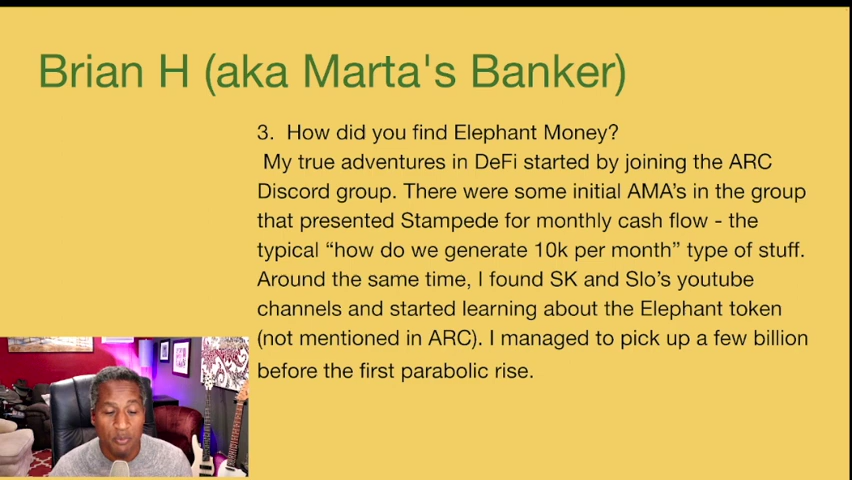 Brian H (aka Marta's Banker)
3.  How did you find Elephant Money?
My true adventures in DeFi started by joining the ARC
Discord group. There were some initial AMA's in the group
that presented Stampede for monthly cash flow - the
typical “how do we generate 10k per month” type of stuff.
Around the same time, I found SK and Slo's youtube
channels and started learning about the Elephant token
(not mentioned in ARC). I managed to pick up a few billion
before the first parabolic rise.